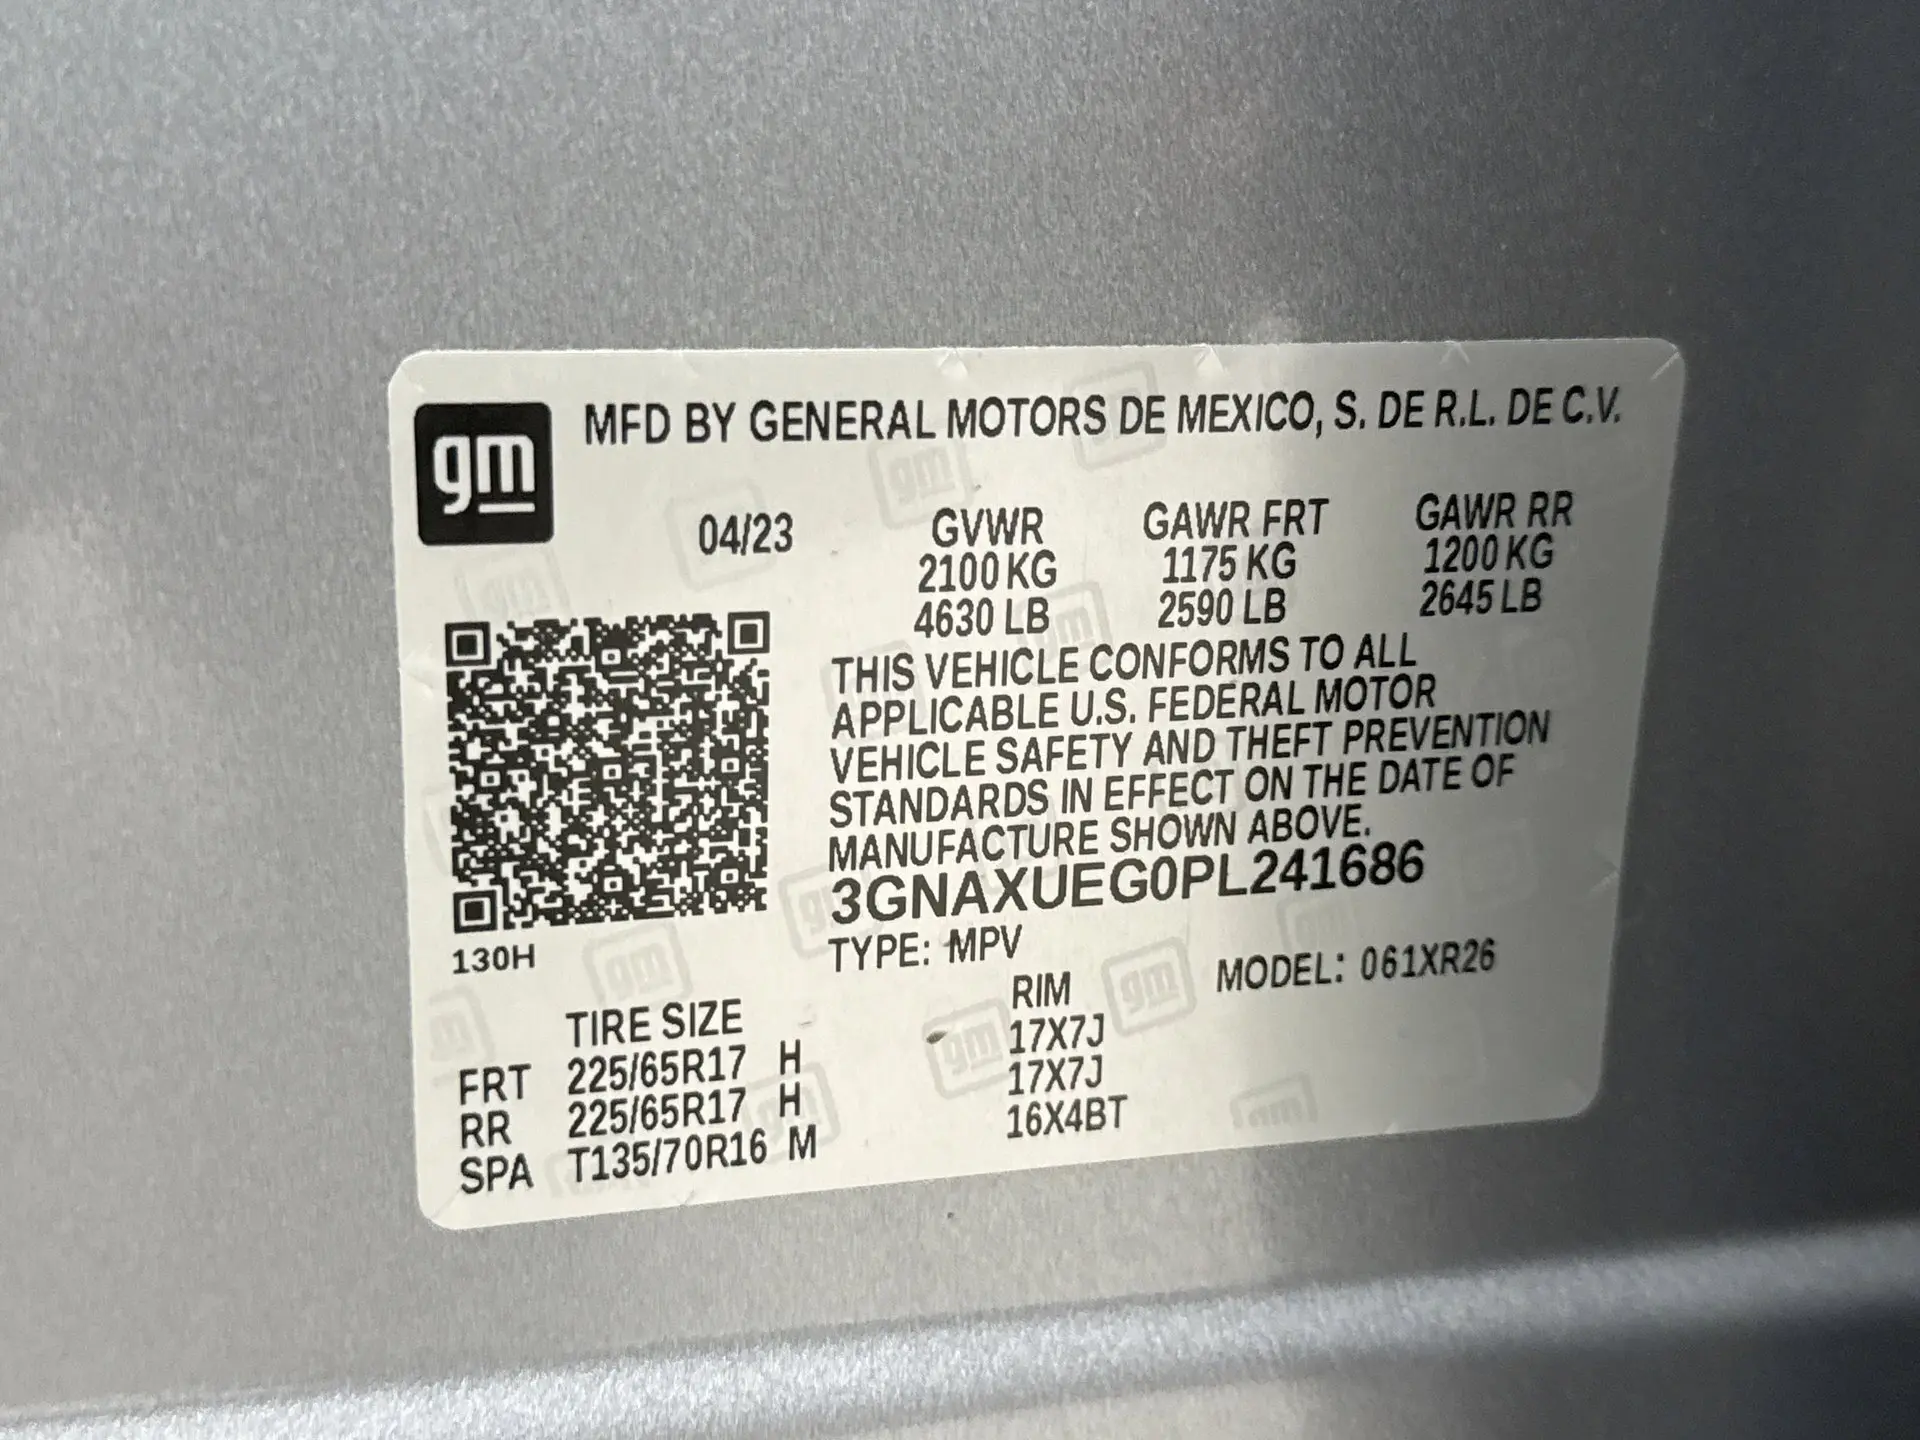 gm
MFD BY GENERAL MOTORS DE MEXICO, S. DE R.L. DE C.V.
04/23 GVWR GAWR FRT GAWR RR
2100 KG 1175 KG 1200 KG
4630 LB 2590 LB 2645 LB
THIS VEHICLE CONFORMS TO ALL
APPLICABLE U.S. FEDERAL MOTOR
VEHICLE SAFETY AND THEFT PREVENTION
STANDARDS IN EFFECT ON THE DATE OF
MANUFACTURE SHOWN ABOVE.
3GNAXUEG0PL241686
130H
TYPE: MPV MODEL: 061XR26
TIRE SIZE RIM
FRT 225/65R17 H 17X7J
RR 225/65R17 H 17X7J
SPA T135/70R16 M 16X4BT